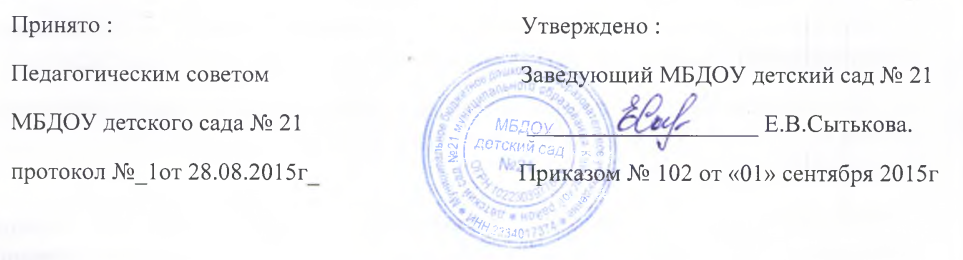 Принято :
Педагогическим советом
МБДОУ детского сада № 21
протокол №_1от 28.08.2015г_
Утверждено :
Заведующий МБДОУ детский сад № 21
____________________ Е.В.Сытькова.
Приказом № 102 от «01» сентября 2015г
МБДОУ
детский сад
№21